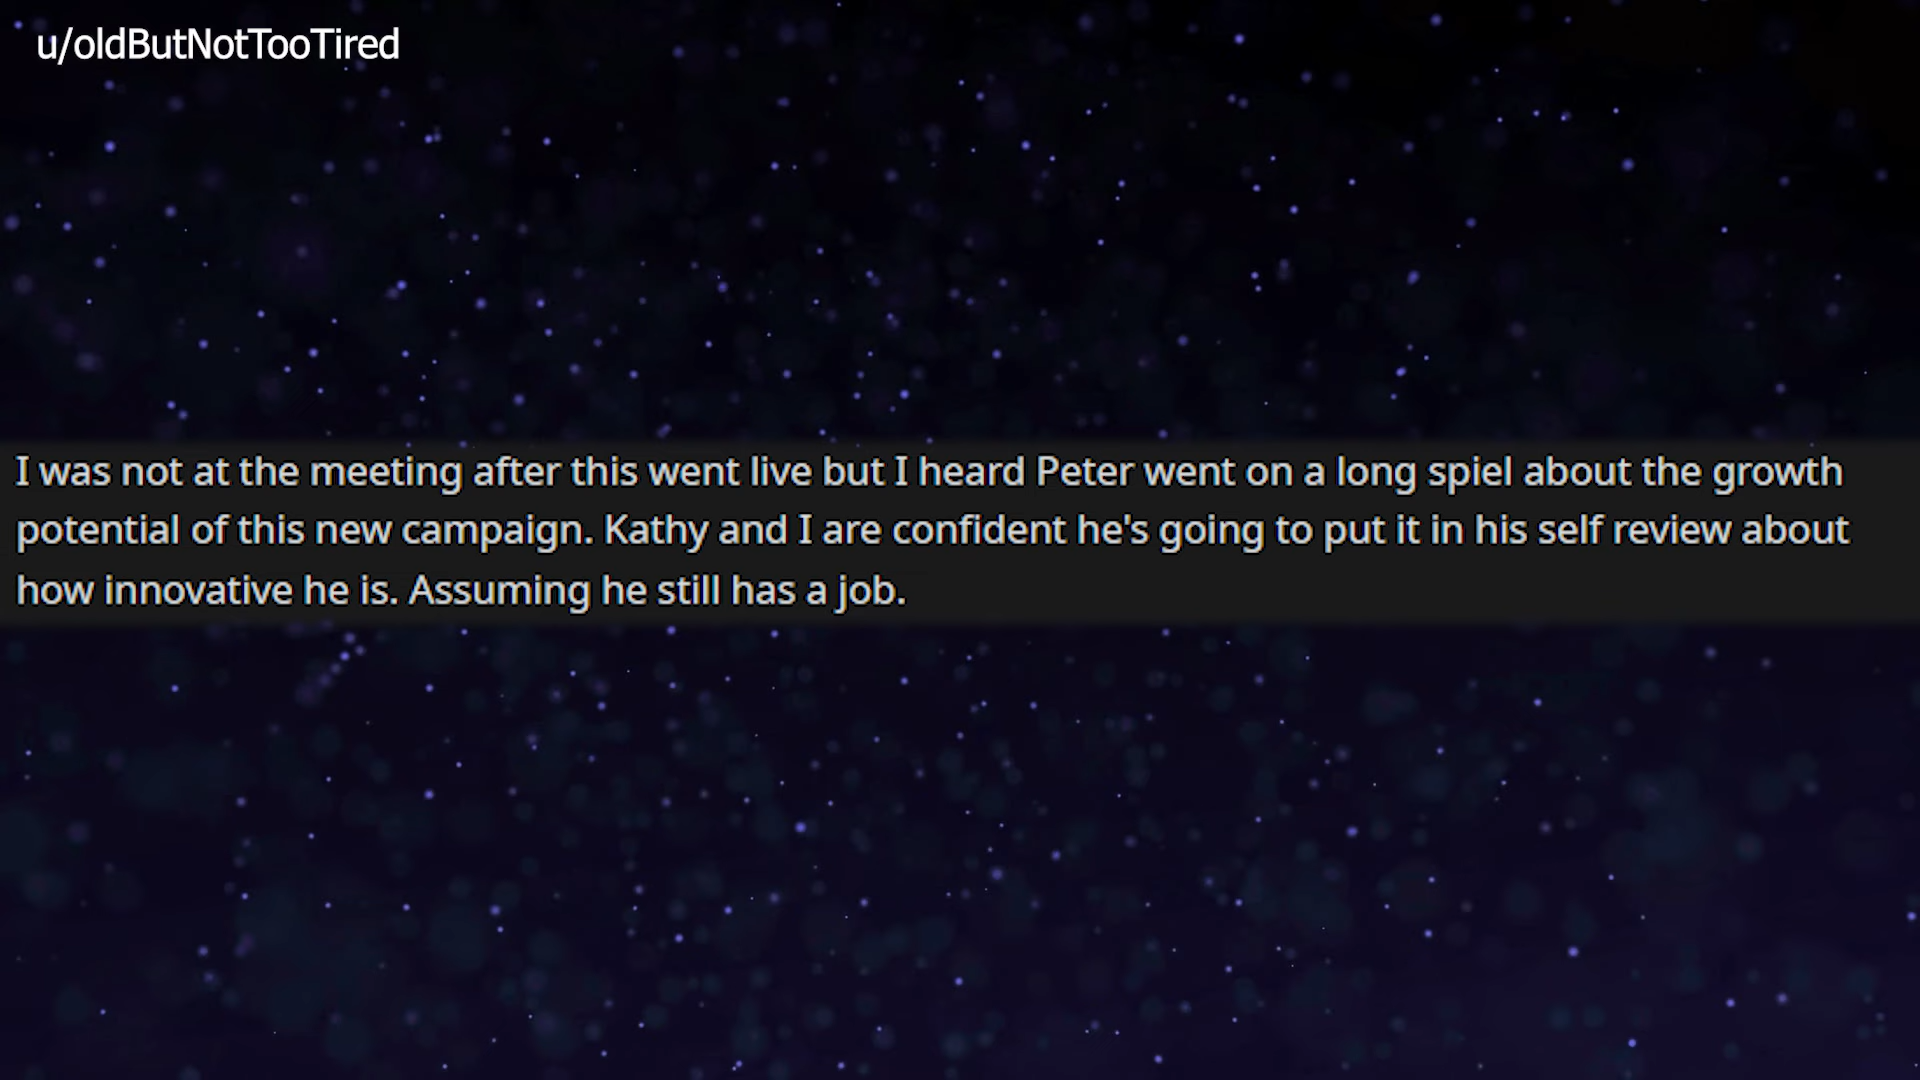 u/oldButNotTooTired
I was not at the meeting after this went live but I heard Peter went on a long spiel about the growth
potential of this new campaign. Kathy and I are confident he's going to put it in his self review about
how innovative he is. Assuming he still has a job.